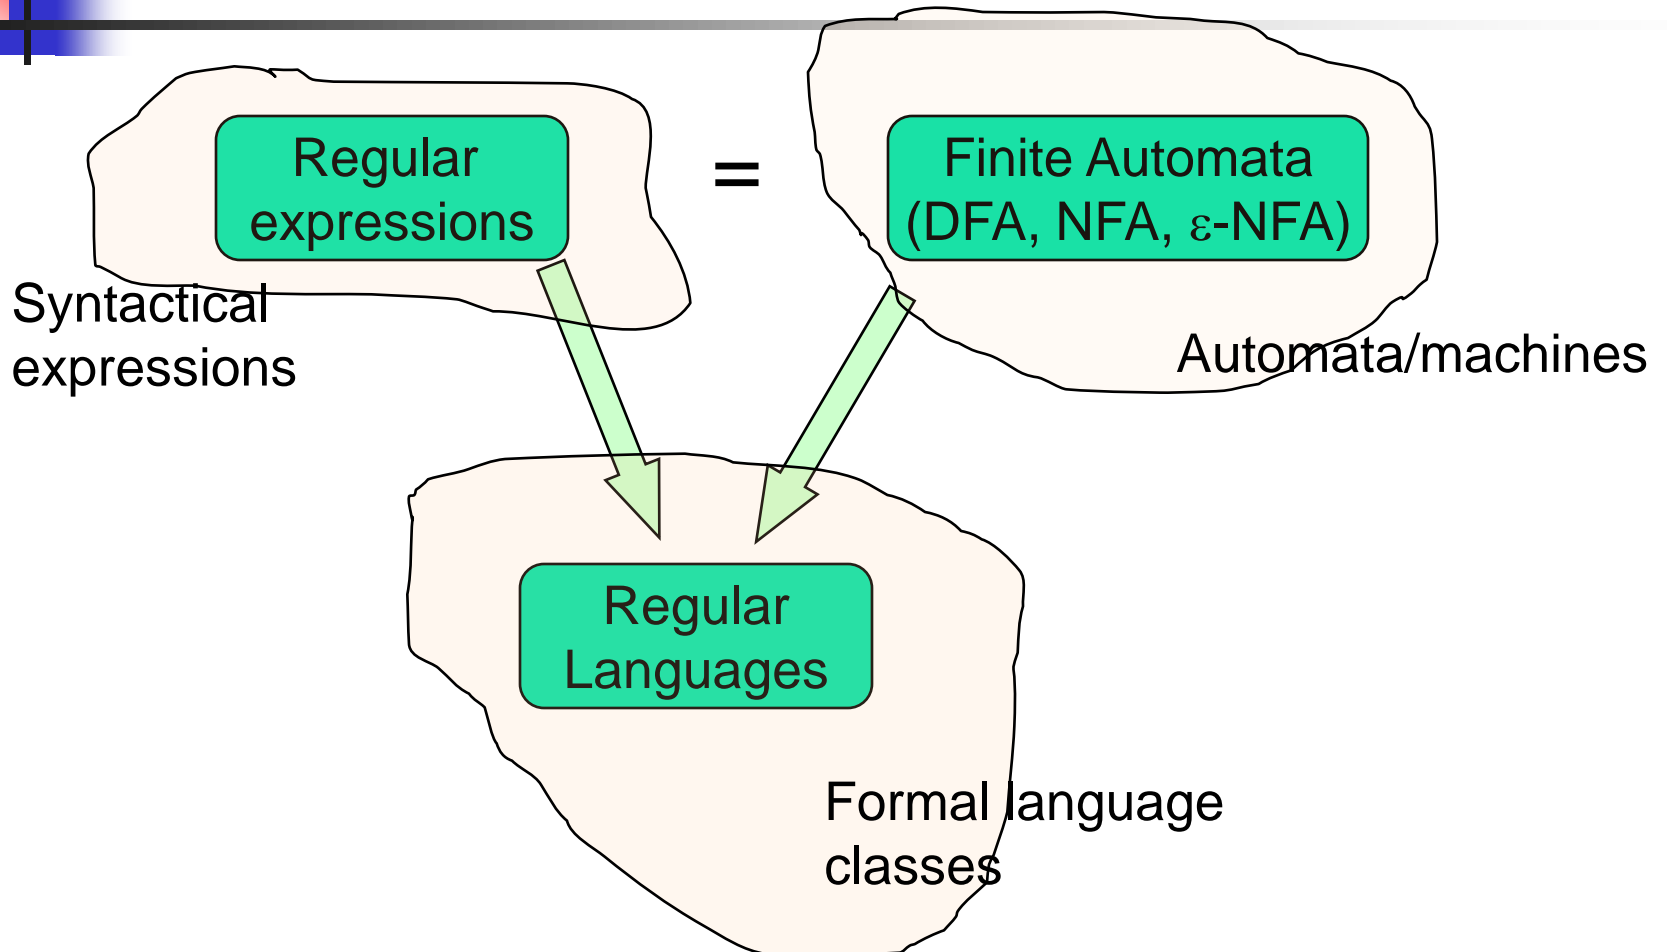 Regular
expressions
=
Finite Automata
(DFA, NFA, ε-NFA)
Syntactical
expressions
Automata/machines
Regular
Languages
Formal language
classes